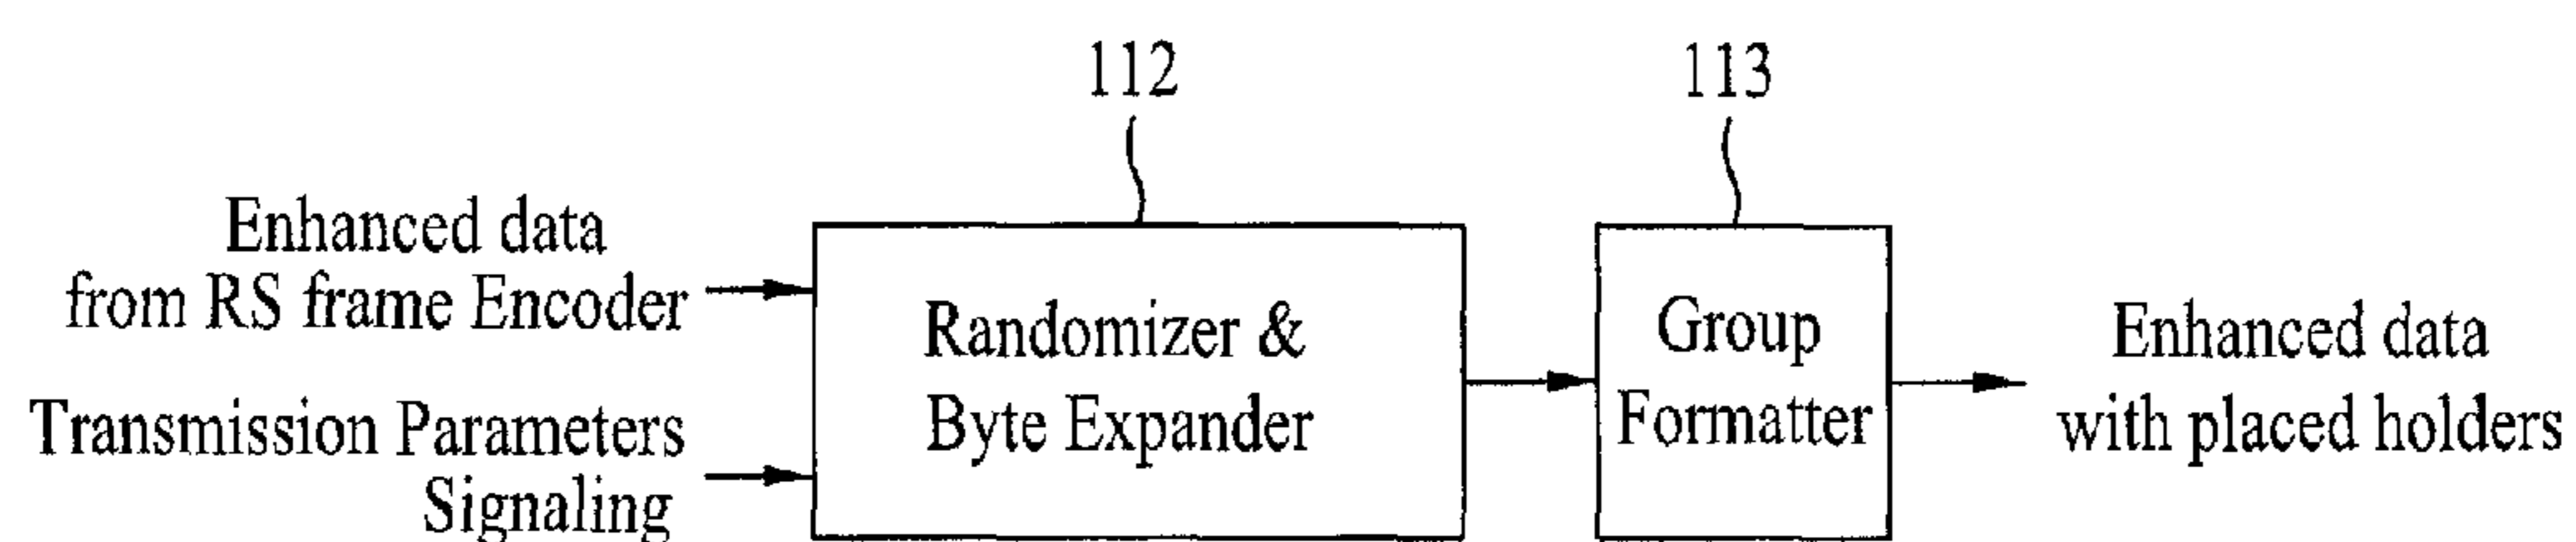 112
113
Enhanced data
from RS frame Encoder
Transmission Parameters
Signaling
Randomizer &
Byte Expander
Group
Formatter
Enhanced data
with placed holders